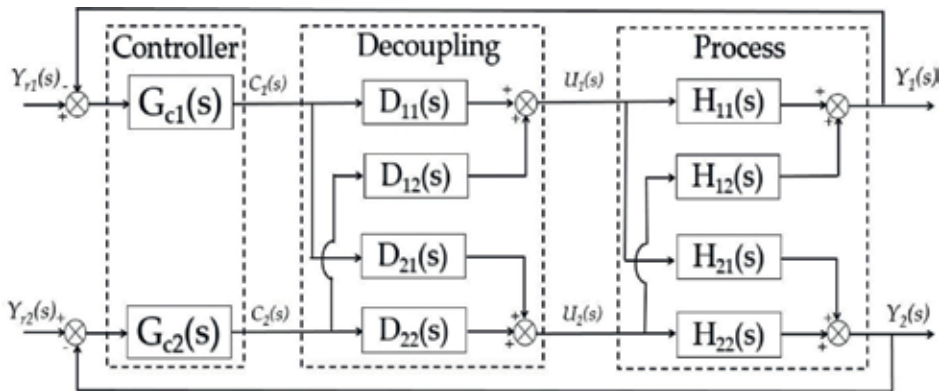 Controller
Decoupling
Process
Yr1(s)
-
+
Gc1(s)
C1(s)
D11(s)
+
+
U1(s)
H11(s)
+
+
Y1(s)
D12(s)
H12(s)
D21(s)
H21(s)
Yr2(s)
+
-
Gc2(s)
C2(s)
D22(s)
+
+
U2(s)
H22(s)
+
+
Y2(s)